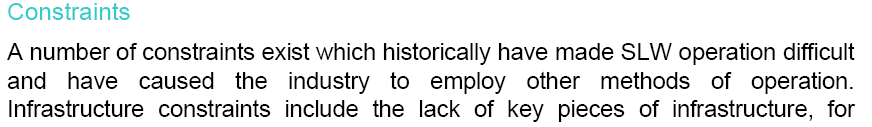 Constraints
A number of constraints exist which historically have made SLW operation difficult
and have caused the industry to employ other methods of operation.
Infrastructure constraints include the lack of key pieces of infrastructure, for